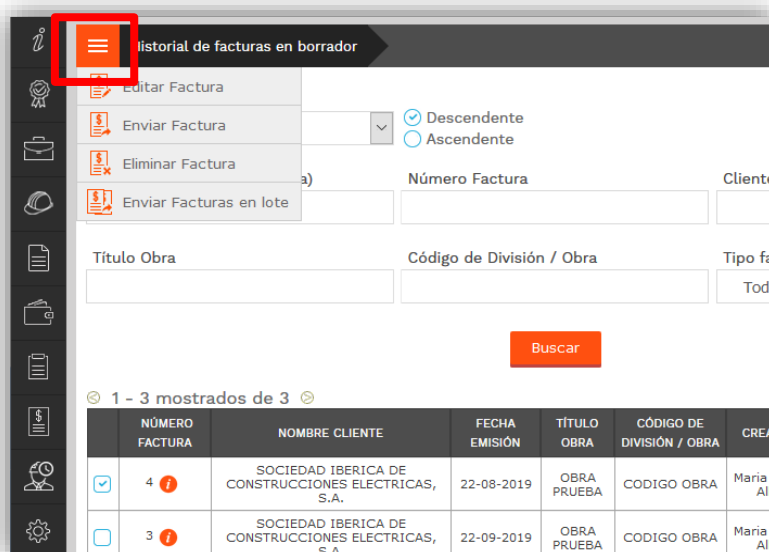 Historial de facturas en borrador
Editar Factura
Enviar Factura
Descendente
Ascendente
Eliminar Factura
a)
Número Factura
Enviar Facturas en lote
Título Obra
Código de División / Obra
Buscar
1 - 3 mostrados de 3
NÚMERO FACTURA
NOMBRE CLIENTE
FECHA EMISIÓN
TÍTULO OBRA
CÓDIGO DE DIVISIÓN / OBRA
4
SOCIEDAD IBERICA DE
CONSTRUCCIONES ELECTRICAS,
S.A.
22-08-2019
OBRA
PRUEBA
CODIGO OBRA
Maria
3
SOCIEDAD IBERICA DE
CONSTRUCCIONES ELECTRICAS,
22-09-2019
OBRA
PRUEBA
CODIGO OBRA
Maria